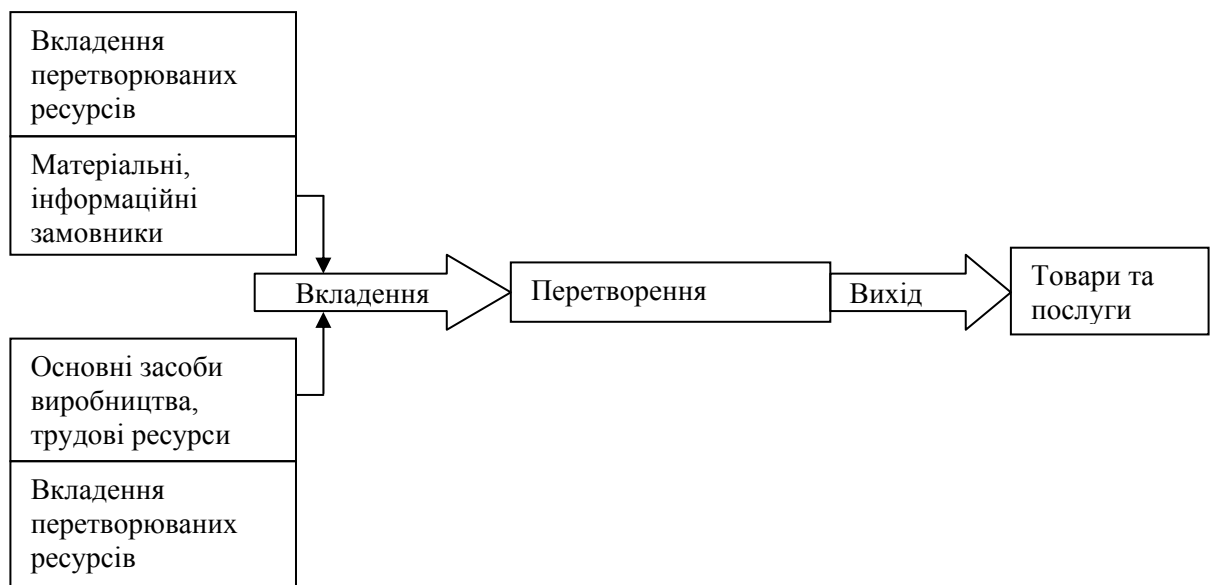 Вкладення
перетворюваних
ресурсів
Матеріальні,
інформаційні
замовники
Вкладення
Перетворення
Вихід
Товари та
послуги
Основні засоби
виробництва,
трудові ресурси
Вкладення
перетворюваних
ресурсів